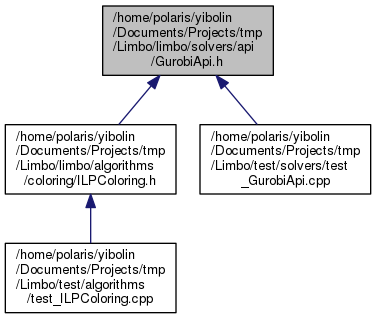 /home/polaris/yibolin
/Documents/Projects/tmp
/Limbo/limbo/solvers/api
/GurobiApi.h
/home/polaris/yibolin
/Documents/Projects/tmp
/Limbo/limbo/algorithms
/coloring/ILPColoring.h
/home/polaris/yibolin
/Documents/Projects/tmp
/Limbo/test/solvers/test
_GurobiApi.cpp
/home/polaris/yibolin
/Documents/Projects/tmp
/Limbo/test/algorithms
/test_ILPColoring.cpp